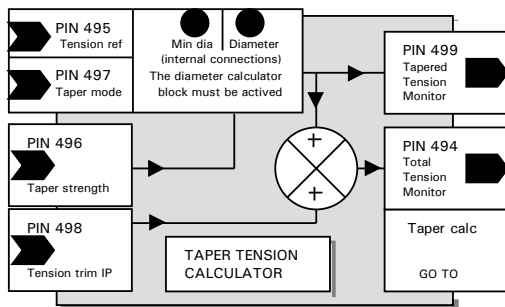 PIN 495
Tension ref
PIN 497
Taper mode
Min dia
Diameter
(internal connections)
The diameter calculator
block must be actived
PIN 499
Tapered
Tension
Monitor
PIN 496
Taper strength
+
+
PIN 494
Total
Tension
Monitor
PIN 498
Tension trim IP
TAPER TENSION
CALCULATOR
Taper calc
GO TO